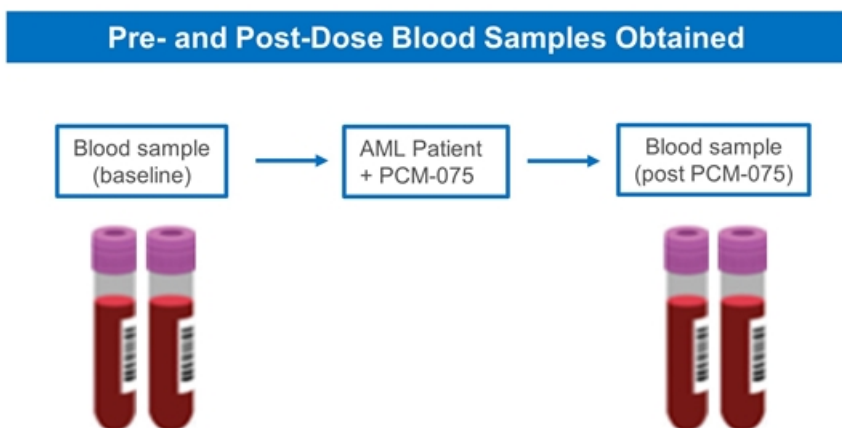 Pre- and Post-Dose Blood Samples Obtained
Blood sample
(baseline)
AML Patient
+ PCM-075
Blood sample
(post PCM-075)